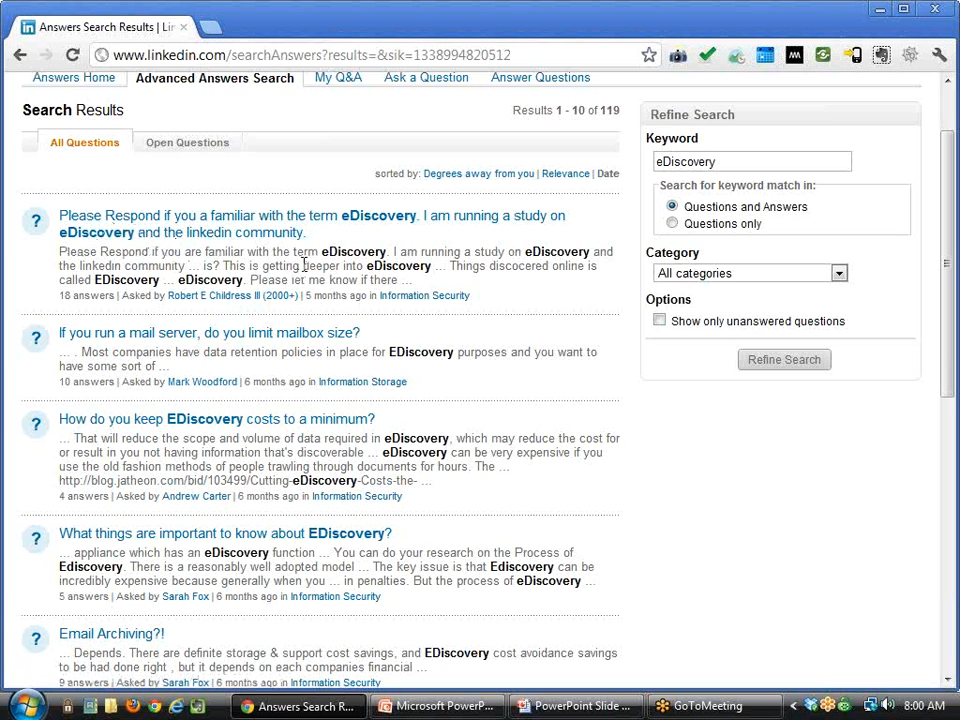 Answers Search Results | Lir
www.linkedin.com/searchAnswers?results=&sik=1338994820512
Answers Home
Advanced Answers Search
My Q&A
Ask a Question
Answer Questions
Search Results
Results 1 - 10 of 119
All Questions
Open Questions
sorted by: Degrees away from you | Relevance | Date
Please Respond if you a familiar with the term eDiscovery. I am running a study on
eDiscovery and the linkedin community.
Please Respond if you are familiar with the term eDiscovery. I am running a study on eDiscovery and
the linkedin community ... is? This is getting deeper into eDiscovery ... Things discocered online is
called EDiscovery ... eDiscovery. Please let me know if there ...
18 answers | Asked by Robert E Childress III (2000+) | 5 months ago in Information Security
If you run a mail server, do you limit mailbox size?
... . Most companies have data retention policies in place for EDiscovery purposes and you want to
have some sort of ...
10 answers | Asked by Mark Woodford | 6 months ago in Information Storage
How do you keep EDiscovery costs to a minimum?
... That will reduce the scope and volume of data required in eDiscovery, which may reduce the cost for
or result in you not having information that's discoverable ... eDiscovery can be very expensive if you
use the old fashion methods of people trawling through documents for hours. The ...
http://blog.jatheon.com/bid/103499/Cutting-eDiscovery-Costs-the- ...
4 answers | Asked by Andrew Carter | 6 months ago in Information Security
What things are important to know about EDiscovery?
... appliance which has an eDiscovery function ... You can do your research on the Process of
Ediscovery. There is a reasonably well adopted model ... The key issue is that Ediscovery can be
incredibly expensive because generally when you ... in penalties. But the process of eDiscovery ...
5 answers | Asked by Sarah Fox | 6 months ago in Information Security
Email Archiving?!
... Depends. There are definite storage & support cost savings, and EDiscovery cost avoidance savings
to be had done right , but it depends on each companies financial ...
9 answers | Asked by Sarah Fox | 6 months ago in Information Security
Refine Search
Keyword
eDiscovery
Search for keyword match in:
Questions and Answers
Questions only
Category
All categories
Options
Show only unanswered questions
Refine Search
Answers Search R...
Microsoft PowerP...
PowerPoint Slide ...
GoToMeeting
8:00 AM